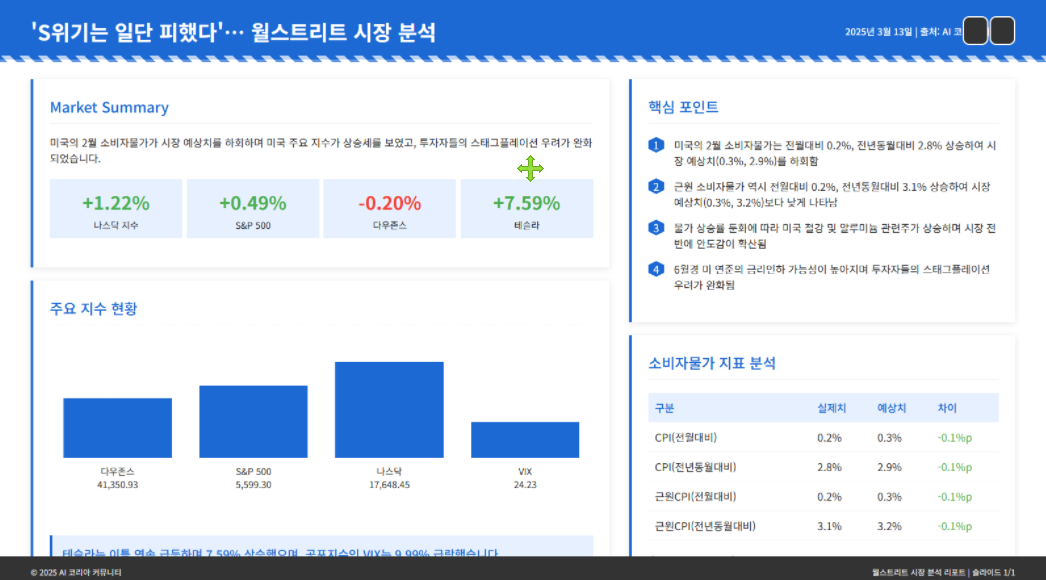 'S위기는 일단 피했다'… 월스트리트 시장 분석
2025년 3월 13일 | 출처: AI 코
Market Summary
미국의 2월 소비자물가가 시장 예상치를 하회하며 미국 주요 지수가 상승세를 보였고, 투자자들의 스태그플레이션 우려가 완화
되었습니다.
+1.22%
나스닥 지수
+0.49%
S&P 500
-0.20%
다우존스
+7.59%
테슬라
주요 지수 현황
다우존스
41,350.93
S&P 500
5,599.30
나스닥
17,648.45
VIX
24.23
테슬라는 이틀 연속 급등하며 7.59% 상승했으며, 공포지수인 VIX는 9.99% 급락했습니다.
핵심 포인트
1 미국의 2월 소비자물가는 전월대비 0.2%, 전년동월대비 2.8% 상승하여 시
장 예상치(0.3%, 2.9%)를 하회함
2 근원 소비자물가 역시 전월대비 0.2%, 전년동월대비 3.1% 상승하여 시장
예상치(0.3%, 3.2%)보다 낮게 나타남
3 물가 상승률 둔화에 따라 미국 철강 및 알루미늄 관련주가 상승하며 시장 전
반에 안도감이 확산됨
4 6월경 미 연준의 금리인하 가능성이 높아지며 투자자들의 스태그플레이션
우려가 완화됨
소비자물가 지표 분석
구분 실제치 예상치 차이
CPI(전월대비) 0.2% 0.3% -0.1%p
CPI(전년동월대비) 2.8% 2.9% -0.1%p
근원CPI(전월대비) 0.2% 0.3% -0.1%p
근원CPI(전년동월대비) 3.1% 3.2% -0.1%p
© 2025 AI 코리아 커뮤니티
월스트리트 시장 분석 리포트 | 슬라이드 1/1